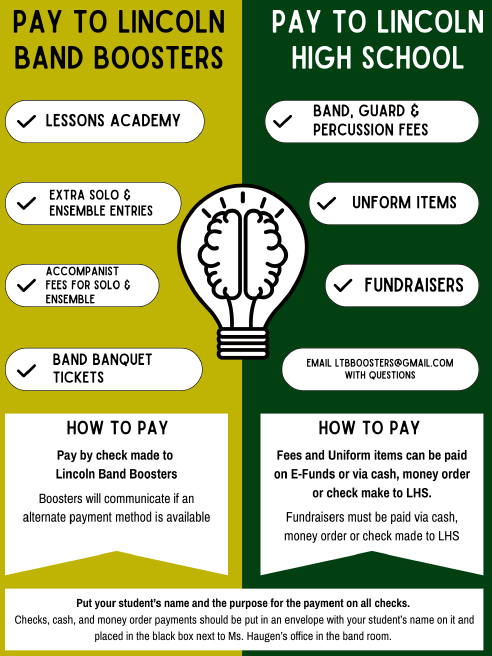 PAY TO LINCOLN
BAND BOOSTERS
LESSONS ACADEMY
EXTRA SOLO &
ENSEMBLE ENTRIES
ACCOMPANIST
FEES FOR SOLO &
ENSEMBLE
BAND BANQUET
TICKETS
HOW TO PAY
Pay by check made to
Lincoln Band Boosters
Boosters will communicate if an
alternate payment method is available
PAY TO LINCOLN
HIGH SCHOOL
BAND, GUARD &
PERCUSSION FEES
UNFORM ITEMS
FUNDRAISERS
EMAIL LTBBOOSTERS@GMAIL.COM
WITH QUESTIONS
HOW TO PAY
Fees and Uniform items can be paid
on E-Funds or via cash, money order
or check make to LHS.
Fundraisers must be paid via cash,
money order or check made to LHS
Put your student's name and the purpose for the payment on all checks.
Checks, cash, and money order payments should be put in an envelope with your student's name on it and
placed in the black box next to Ms. Haugen's office in the band room.